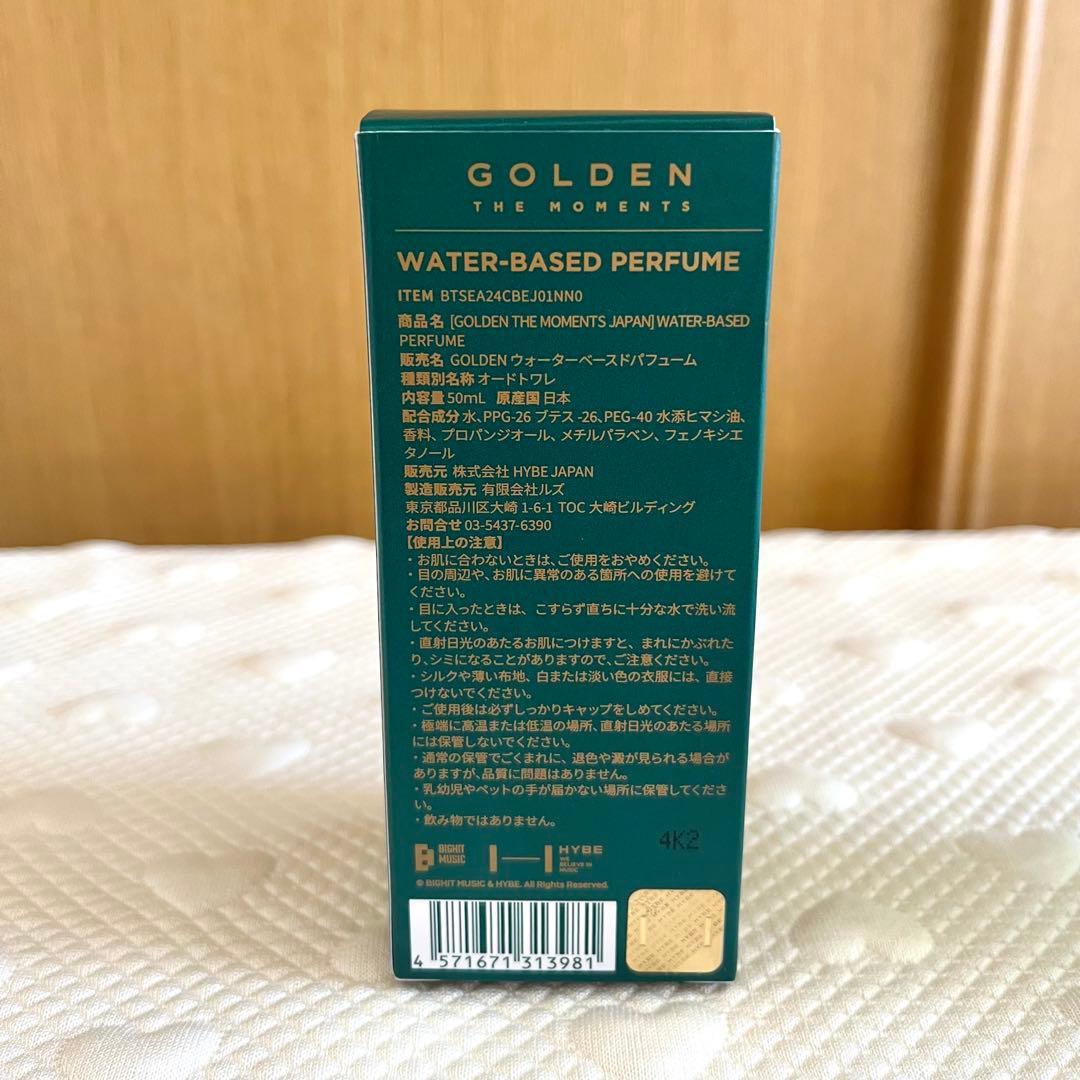 GOLDEN
THE MOMENTS
WATER-BASED PERFUME
ITEM BTSEA24CBEJ01NN0
商品名 [GOLDEN THE MOMENTS JAPAN] WATER-BASED
PERFUME
販売名 GOLDEN ウォーターベースドパフューム
種類別名称 オードトワレ
内容量 50mL 原産国 日本
配合成分 水、PPG-26 ブテス -26、PEG-40 水添ヒマシ油、
香料、プロパンジオール、メチルパラベン、フェノキシエ
タノール
販売元 株式会社 HYBE JAPAN
製造販売元 有限会社ルズ
東京都品川区大崎 1-6-1 TOC 大崎ビルディング
お問合せ 03-5437-6390
【使用上の注意】
・お肌に合わないときは、ご使用をおやめください。
・目の周辺や、お肌に異常のある箇所への使用を避けて
ください。
・目に入ったときは、こすらず直ちに十分な水で洗い流
してください。
・直射日光のあたるお肌につけますと、まれにかぶれた
り、シミになることがありますので、ご注意ください。
・シルクや薄い布地、白または淡い色の衣服には、直接
つけないでください。
・ご使用後は必ずしっかりキャップをしめてください。
・極端に高温または低温の場所、直射日光のあたる場所
には保管しないでください。
・通常の保管でごくまれに、退色や澱が見られる場合が
ありますが、品質に問題はありません。
・乳幼児やペットの手が届かない場所に保管してくださ
い。
・飲み物ではありません。
4K2
BIGHIT
MUSIC
HYBE
WE
BELIEVE IN
MUSIC
© BIGHIT MUSIC & HYBE. All Rights Reserved.
4 571671 313981